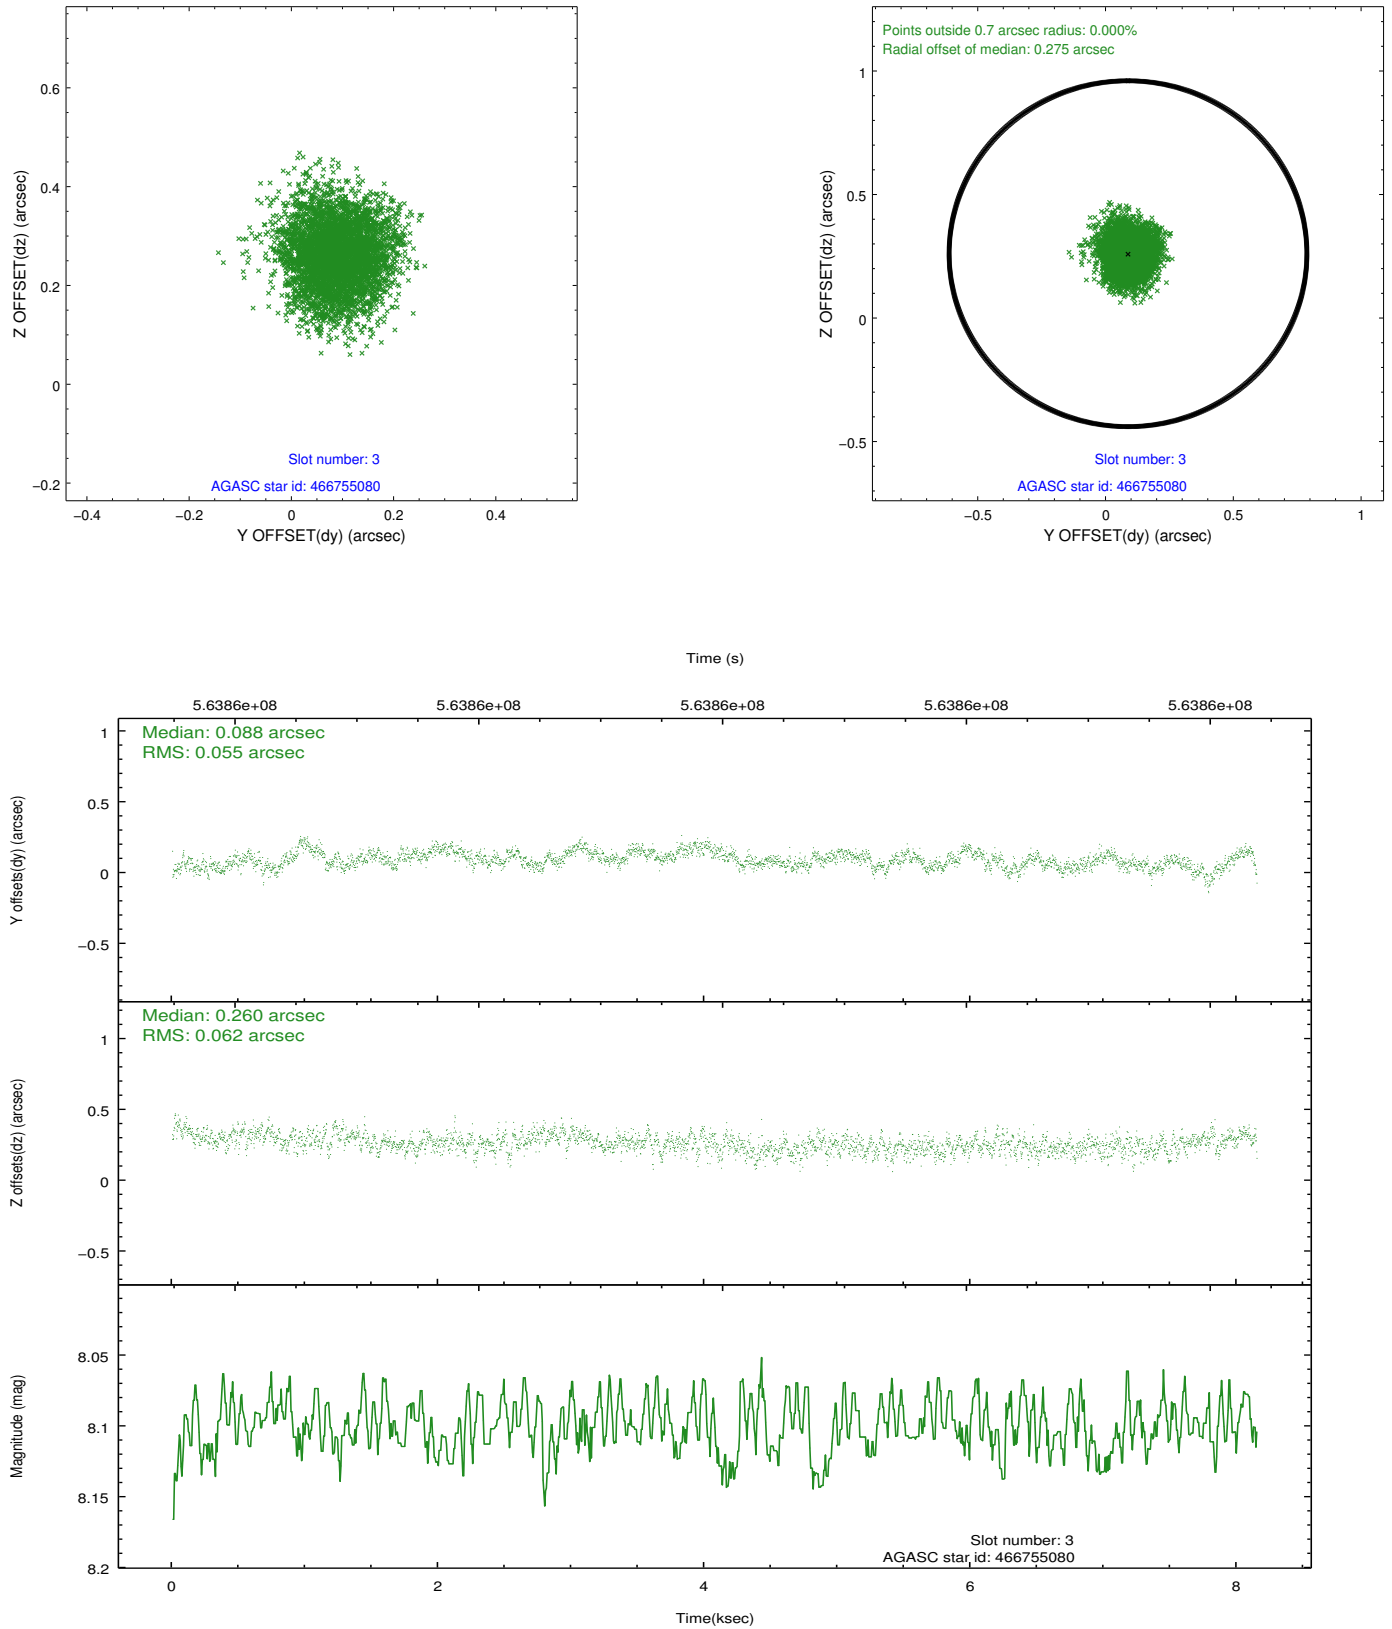 0.6
0.4
0.2
0
−0.2
Z OFFSET(dz) (arcsec)
Slot number: 3
AGASC star id: 466755080
−0.4
−0.2
0
0.2
0.4
Y OFFSET(dy) (arcsec)
Points outside 0.7 arcsec radius: 0.000%
Radial offset of median: 0.275 arcsec
1
0.5
0
−0.5
Z OFFSET(dz) (arcsec)
Slot number: 3
AGASC star id: 466755080
−0.5
0
0.5
1
Y OFFSET(dy) (arcsec)
Time (s)
5.6386e+08
5.6386e+08
5.6386e+08
5.6386e+08
5.6386e+08
Median: 0.088 arcsec
RMS: 0.055 arcsec
1
0.5
0
−0.5
Y offsets(dy) (arcsec)
Median: 0.260 arcsec
RMS: 0.062 arcsec
1
0.5
0
−0.5
Z offsets(dz) (arcsec)
8.05
8.1
8.15
8.2
Magnitude (mag)
Slot number: 3
AGASC star id: 466755080
0
2
4
6
8
Time(ksec)